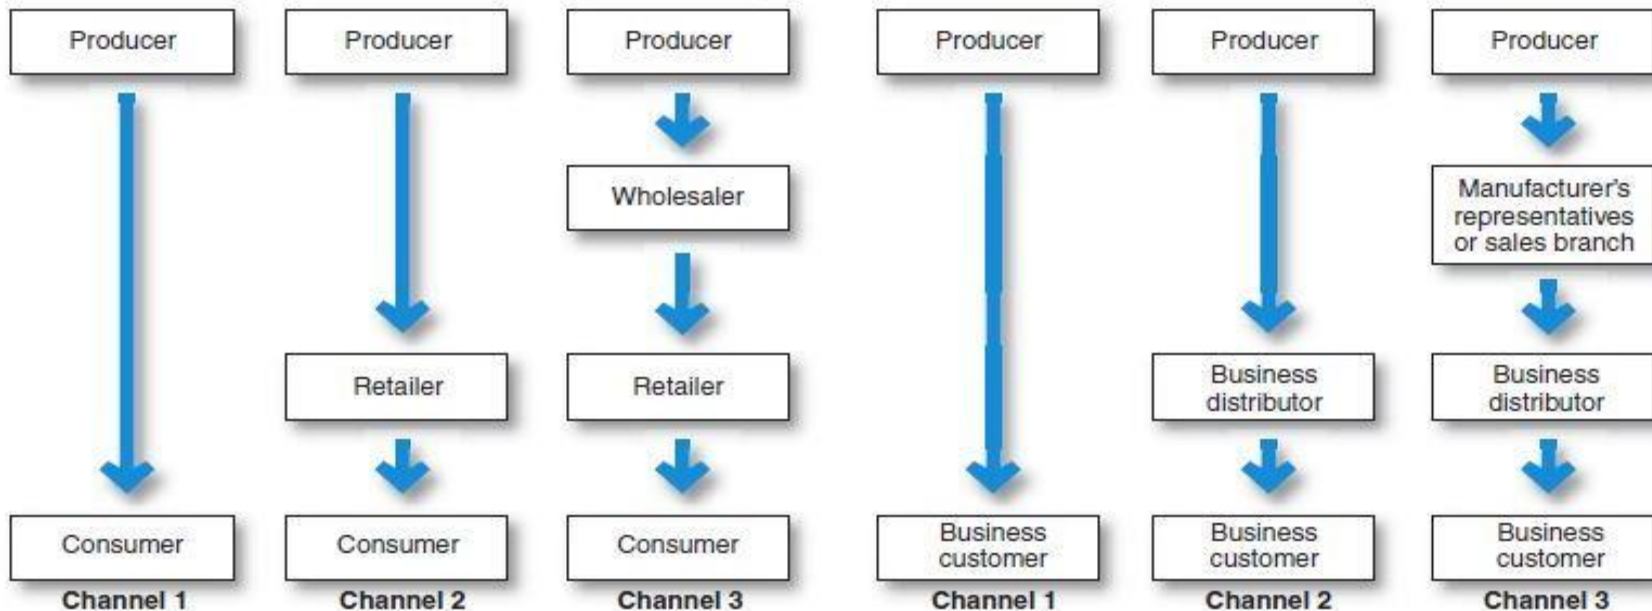 Producer
Producer
Producer
Producer
Producer
Producer
Wholesaler
Manufacturer's
representatives
or sales branch
Retailer
Retailer
Business
distributor
Business
distributor
Consumer
Consumer
Consumer
Business
customer
Business
customer
Business
customer
Channel 1
Channel 2
Channel 3
Channel 1
Channel 2
Channel 3